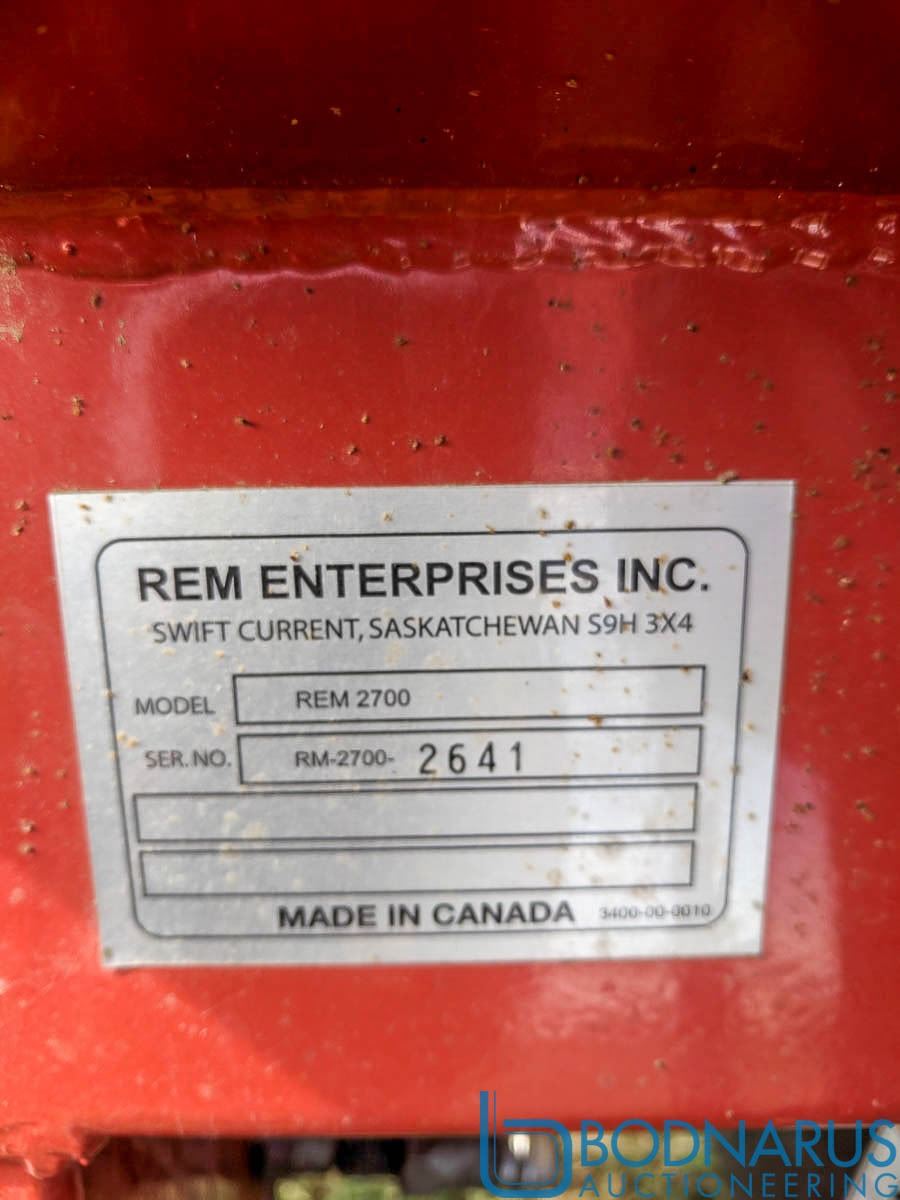 REM ENTERPRISES INC.
SWIFT CURRENT, SASKATCHEWAN S9H 3X4
MODEL REM 2700
SER. NO. RM-2700- 2641
MADE IN CANADA 3400-00-0010
BODNARUS
AUCTIONEERING